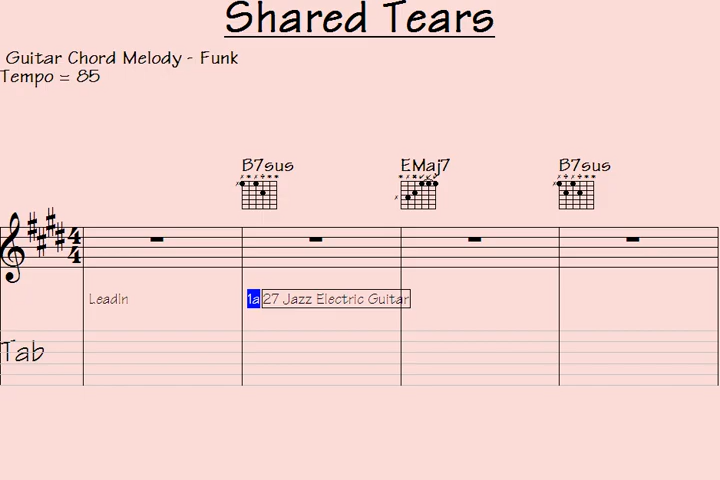 Shared Tears
Guitar Chord Melody - Funk
Tempo = 85
B7sus EMaj7 B7sus
4
4
LeadIn 1a 27 Jazz Electric Guitar
Tab